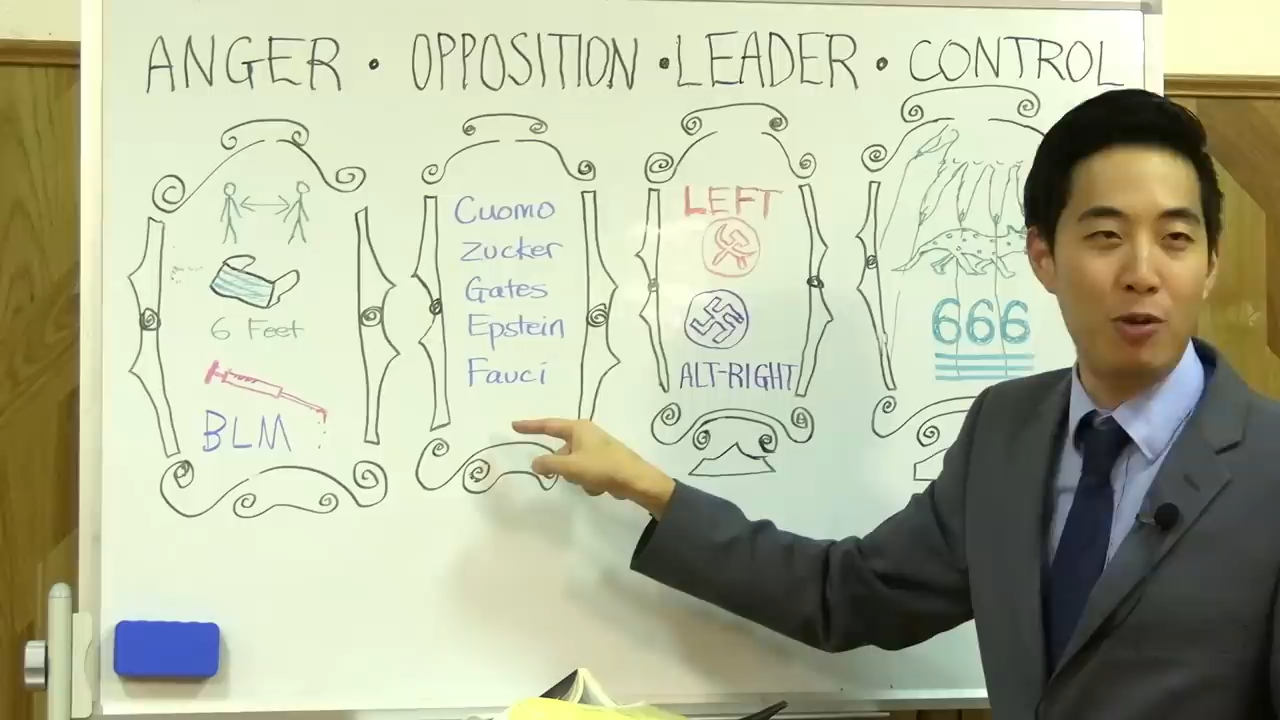 ANGER • OPPOSITION • LEADER • CONTROL
6 Feet
BLM
Cuomo
Zucker
Gates
Epstein
Fauci
LEFT
ALT-RIGHT
666